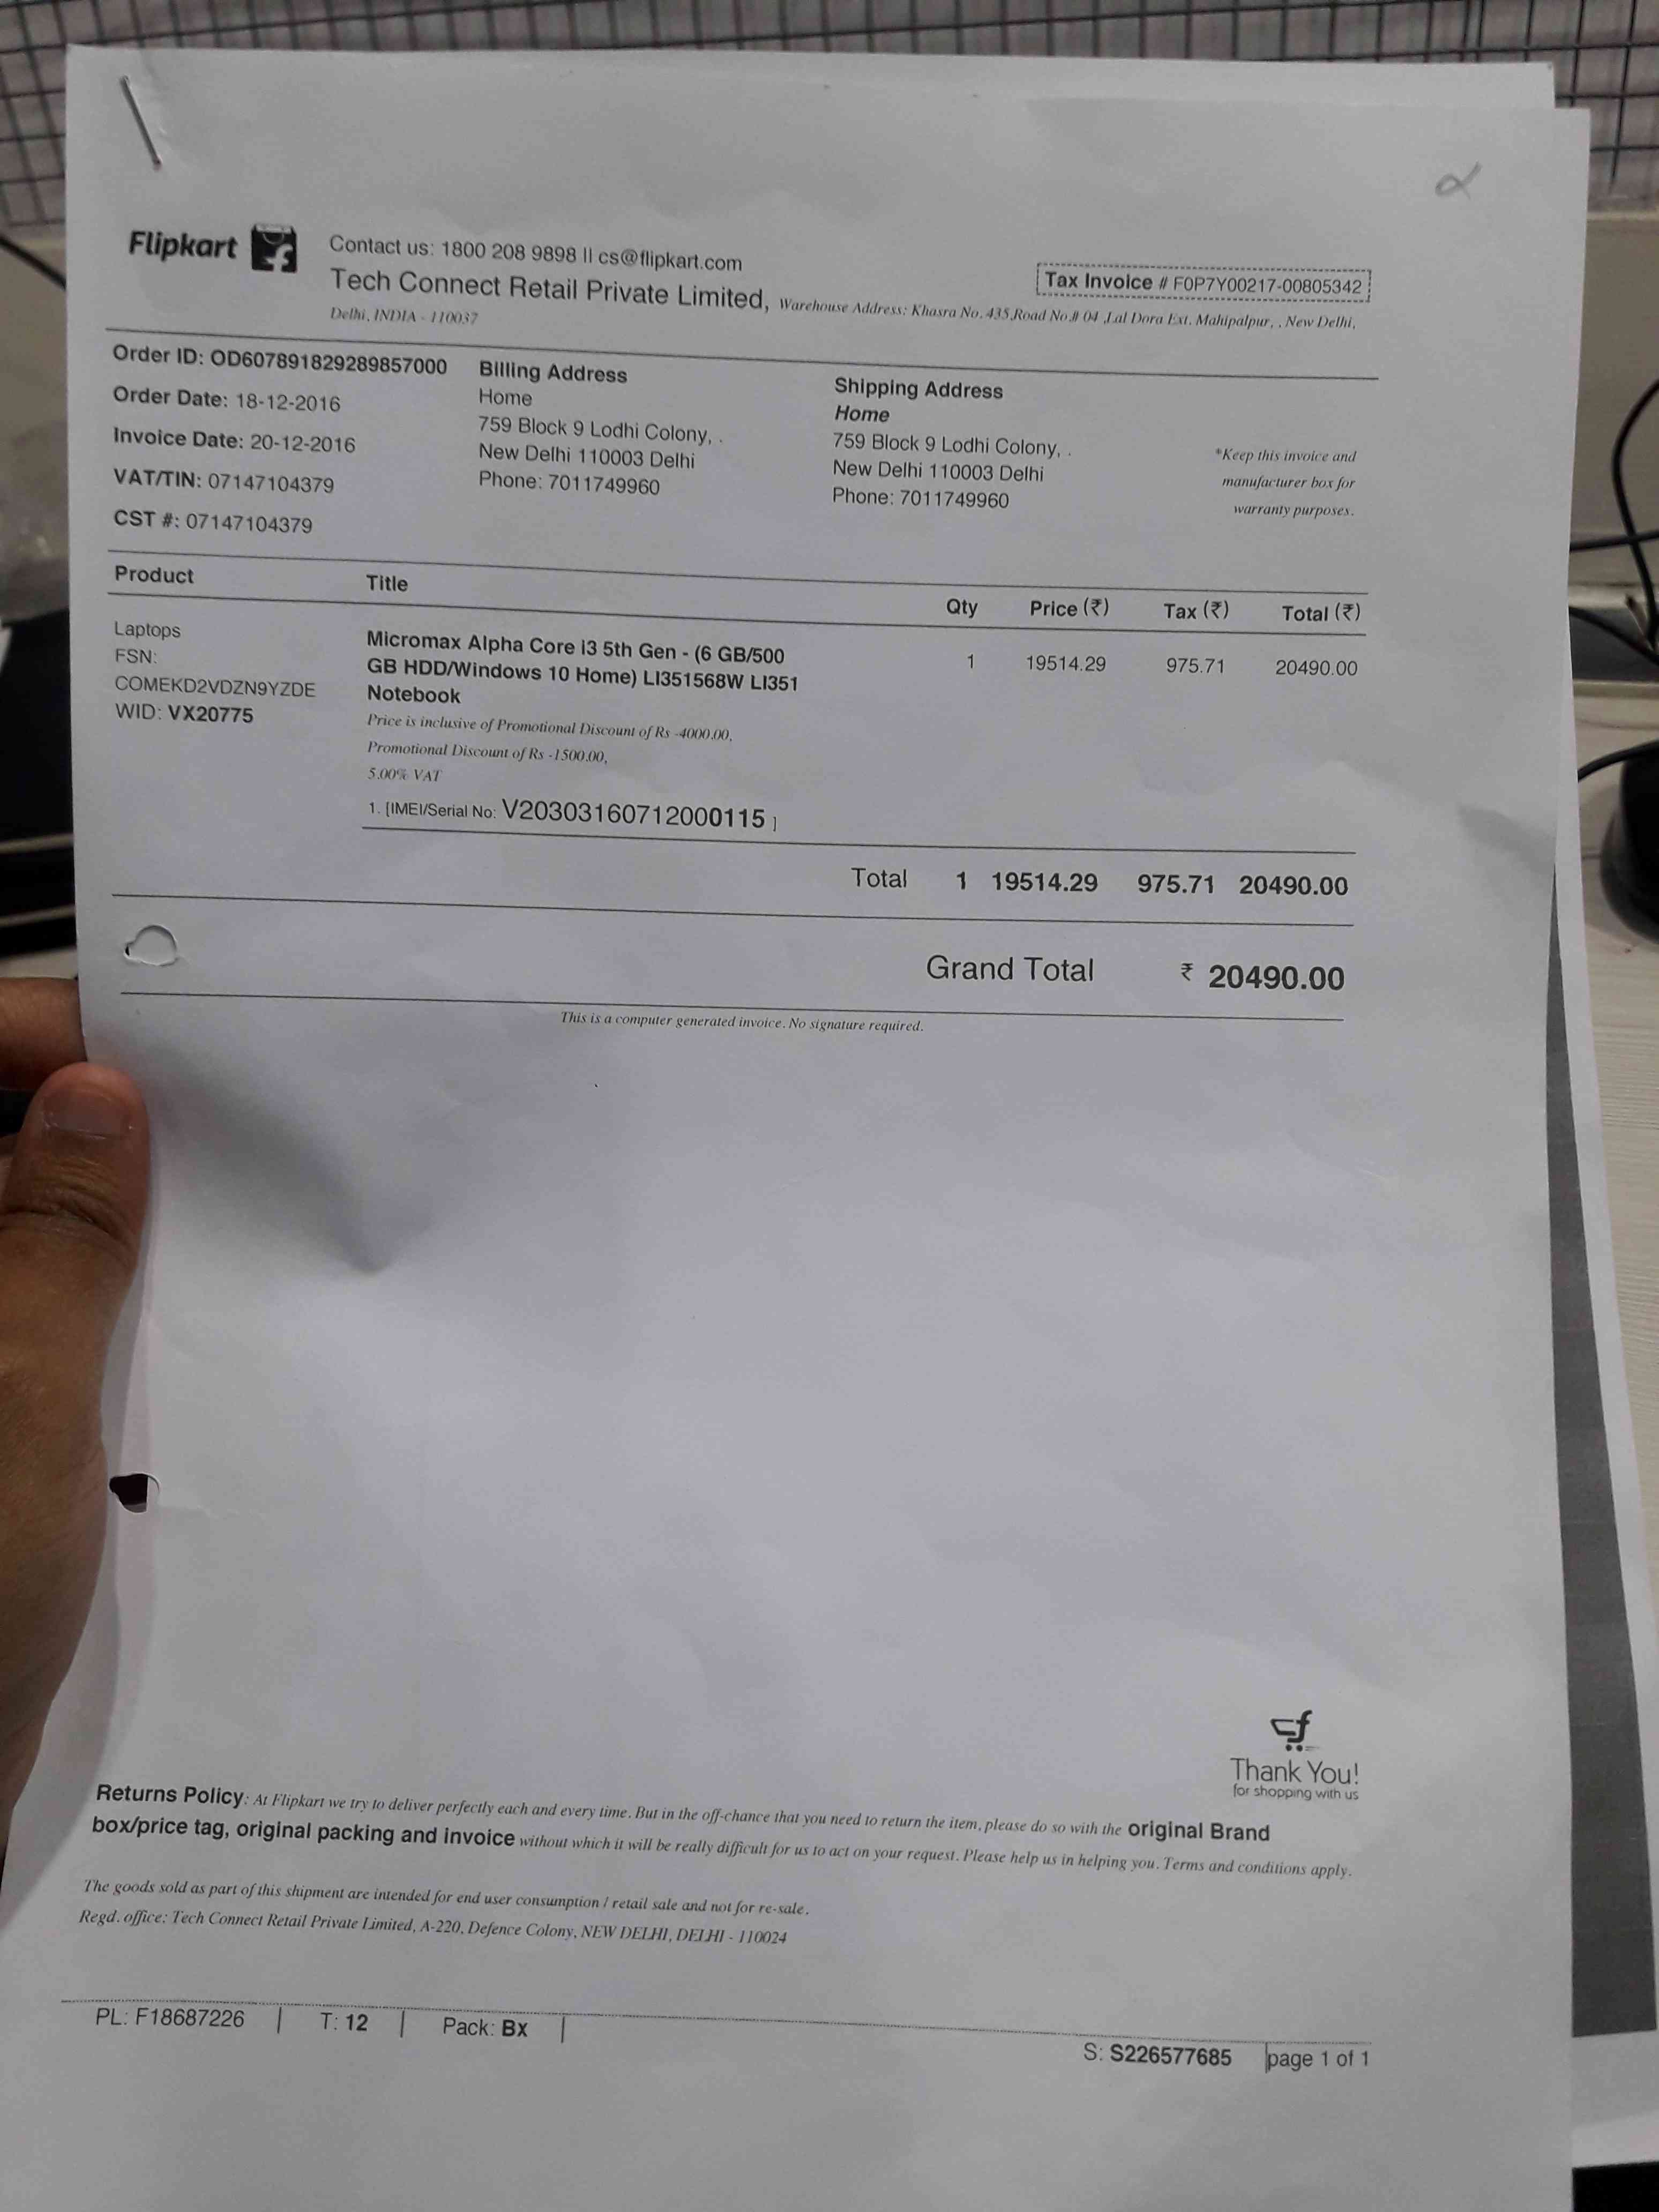 Flipkart
Contact us: 1800 208 9898 || cs@flipkart.com
Tax Invoice # F0P7Y00217-00805342
Tech Connect Retail Private Limited, Warehouse Address: Khasra No. 435,Road No.# 04 ,Lal Dora Ext. Mahipalpur, , New Delhi,
Delhi, INDIA - 110037
Order ID: OD607891829289857000
Order Date: 18-12-2016
Invoice Date: 20-12-2016
VAT/TIN: 07147104379
CST #: 07147104379
Billing Address
Home
759 Block 9 Lodhi Colony, .
New Delhi 110003 Delhi
Phone: 7011749960
Shipping Address
Home
759 Block 9 Lodhi Colony, .
New Delhi 110003 Delhi
Phone: 7011749960
*Keep this invoice and
manufacturer box for
warranty purposes.
Product Title Qty Price (₹) Tax (₹) Total (₹)
Laptops
FSN:
COMEKD2VDZN9YZDE
WID: VX20775
Micromax Alpha Core i3 5th Gen - (6 GB/500
GB HDD/Windows 10 Home) LI351568W LI351
Notebook
1 19514.29 975.71 20490.00
Price is inclusive of Promotional Discount of Rs -4000.00,
Promotional Discount of Rs -1500.00,
5.00% VAT
1. [IMEI/Serial No: V20303160712000115 ]
Total 1 19514.29 975.71 20490.00
Grand Total ₹ 20490.00
This is a computer generated invoice. No signature required.
Thank You!
for shopping with us
Returns Policy: At Flipkart we try to deliver perfectly each and every time. But in the off-chance that you need to return the item, please do so with the original Brand
box/price tag, original packing and invoice without which it will be really difficult for us to act on your request. Please help us in helping you. Terms and conditions apply.
The goods sold as part of this shipment are intended for end user consumption / retail sale and not for re-sale.
Regd. office: Tech Connect Retail Private Limited, A-220, Defence Colony, NEW DELHI, DELHI - 110024
PL: F18687226 | T: 12 | Pack: Bx |
S: S226577685 |page 1 of 1